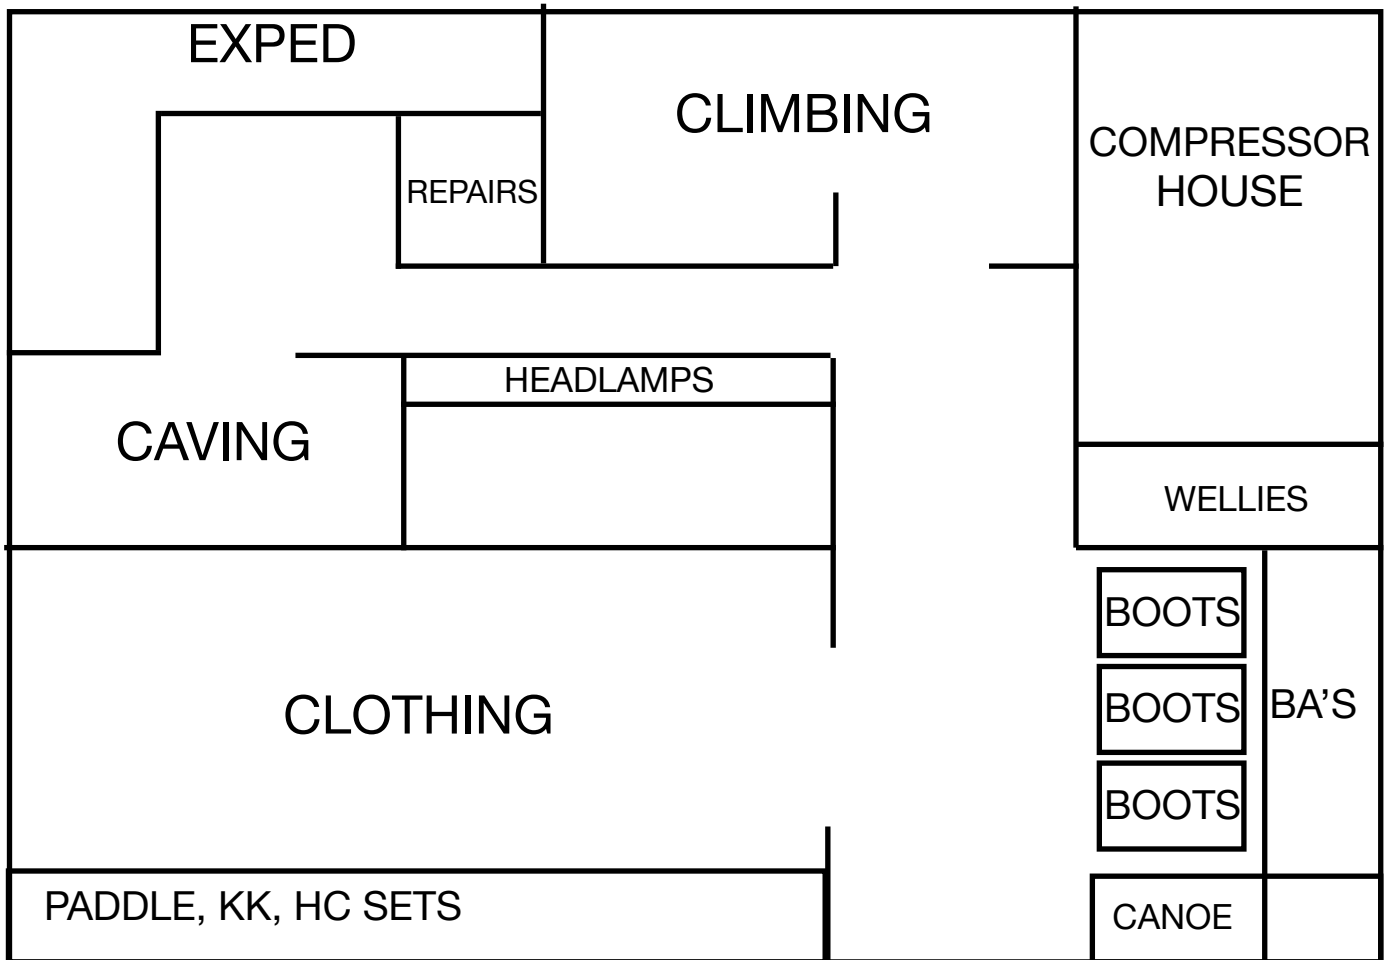 EXPED
CLIMBING
COMPRESSOR
HOUSE
REPAIRS
HEADLAMPS
CAVING
WELLIES
BOOTS
CLOTHING
BOOTS
BA’S
BOOTS
PADDLE, KK, HC SETS
CANOE